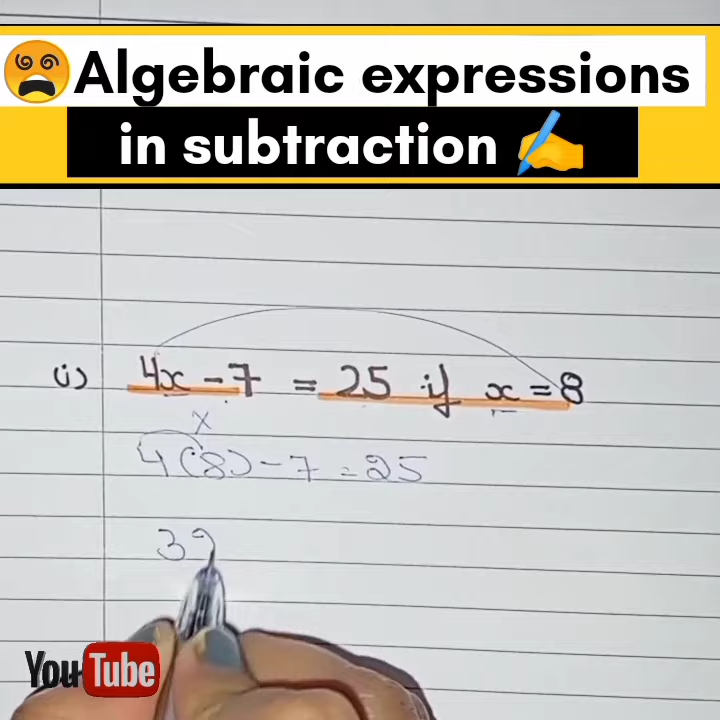 Algebraic expressions
in subtraction
(i) 4x - 7 = 25 if x = 8
x
4(8) - 7 = 25
32
YouTube